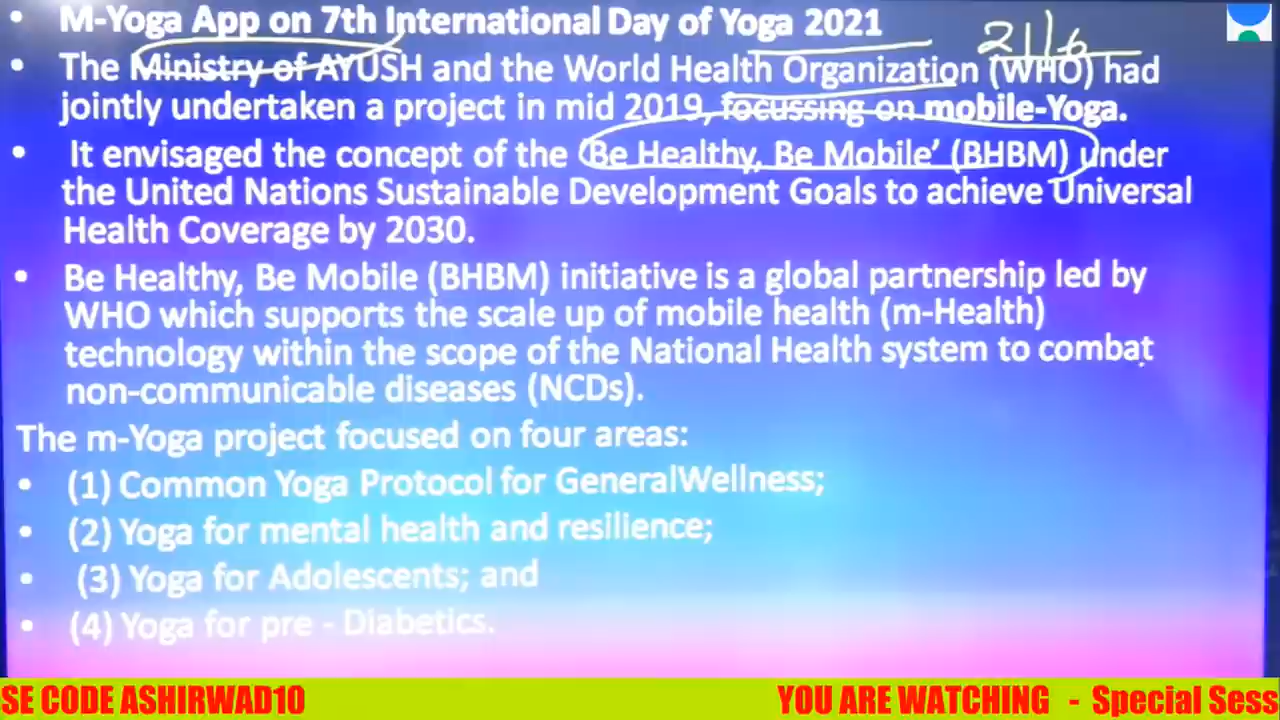 • M-Yoga App on 7th International Day of Yoga 2021
21/6
• The Ministry of AYUSH and the World Health Organization (WHO) had
jointly undertaken a project in mid 2019, focussing on mobile-Yoga.
• It envisaged the concept of the 'Be Healthy, Be Mobile' (BHBM) under
the United Nations Sustainable Development Goals to achieve Universal
Health Coverage by 2030.
• Be Healthy, Be Mobile (BHBM) initiative is a global partnership led by
WHO which supports the scale up of mobile health (m-Health)
technology within the scope of the National Health system to combat
non-communicable diseases (NCDs).
The m-Yoga project focused on four areas:
• (1) Common Yoga Protocol for GeneralWellness;
• (2) Yoga for mental health and resilience;
• (3) Yoga for Adolescents; and
• (4) Yoga for pre - Diabetics.
SE CODE ASHIRWAD10 YOU ARE WATCHING - Special Sess